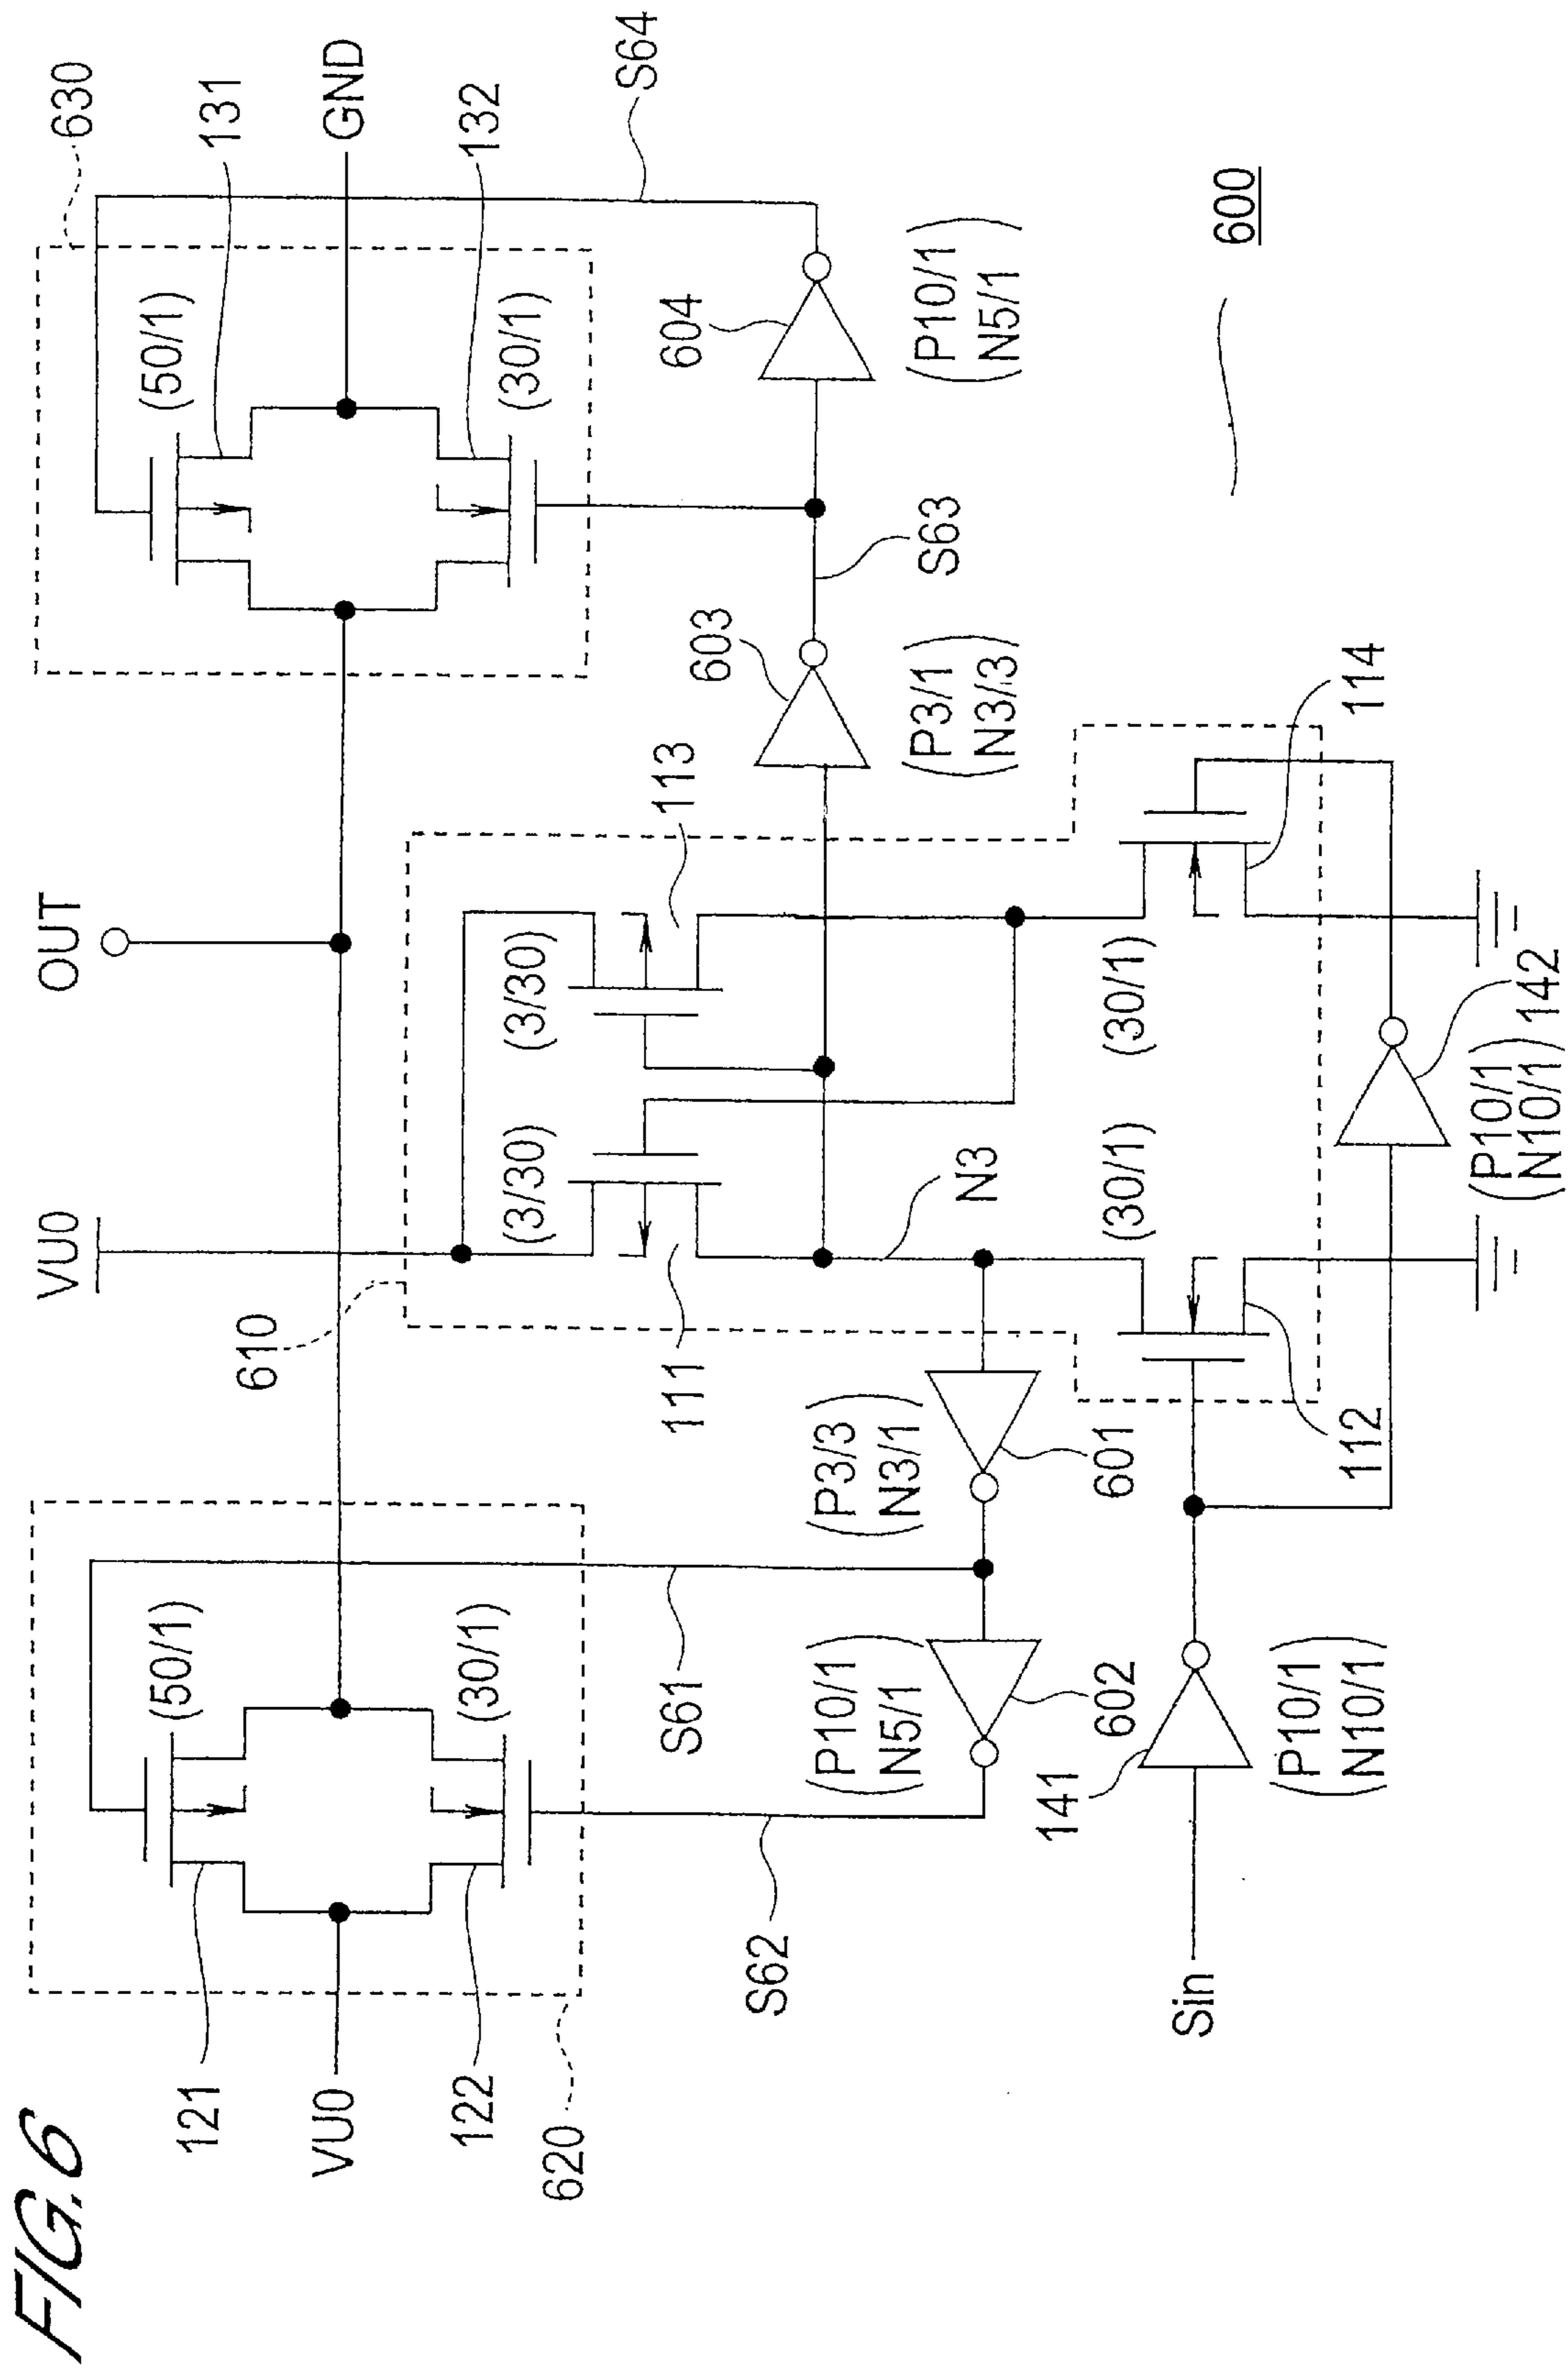 FIG.6
VU0
OUT
610
620
630
121
(50/1)
VU0
122
(30/1)
(50/1)
131
GND
(30/1)
132
S61
S62
111
(3/30)
(3/30)
113
N3
(P3/3
N3/1)
601
(P10/1
N5/1)
602
603
(P3/1
N3/3)
S63
604
(P10/1
N5/1)
S64
Sin
141
(P10/1
N10/1)
112
(30/1)
(30/1)
114
142
(P10/1
N10/1)
600